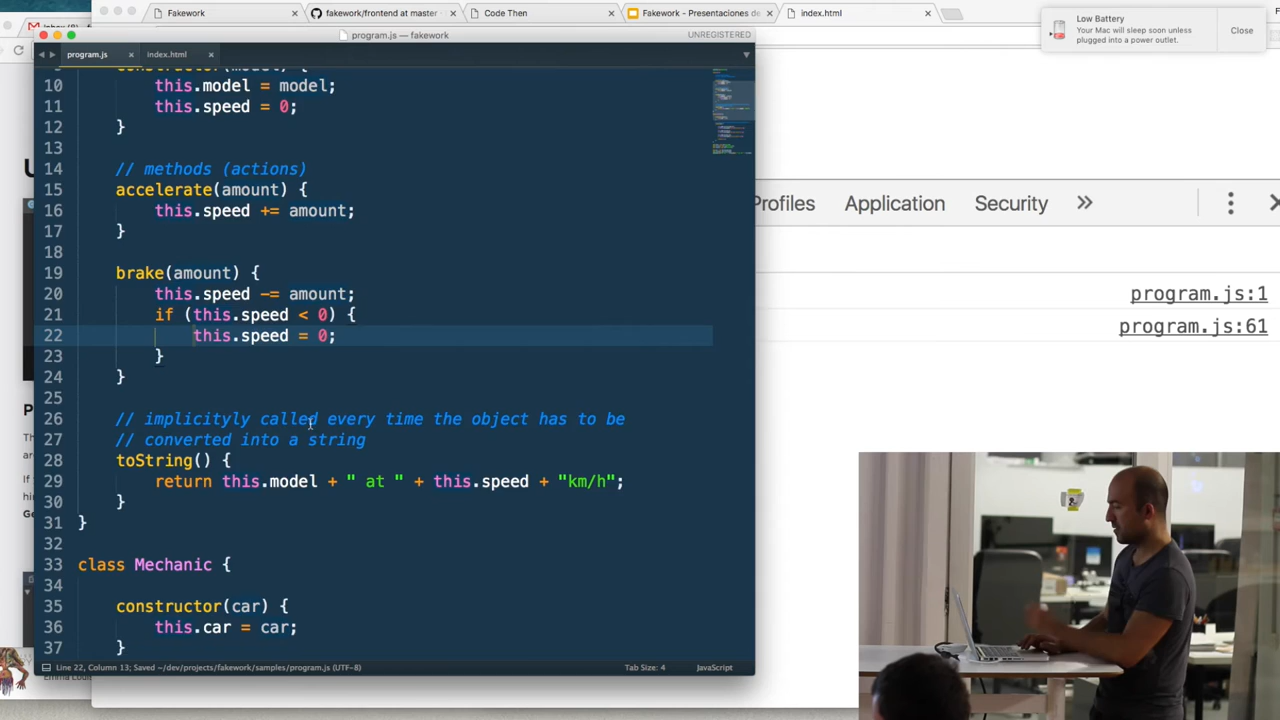 Fakework
fakework/frontend at master
Code Then
Fakework - Presentaciones de
index.html
inbox (8)
program.js — fakework
UNREGISTERED
program.js
index.html
Low Battery
Your Mac will sleep soon unless
plugged into a power outlet.
Close
constructor(model) {
10 this.model = model;
11 this.speed = 0;
12 }
13
14 // methods (actions)
15 accelerate(amount) {
16 this.speed += amount;
17 }
18
19 brake(amount) {
20 this.speed -= amount;
21 if (this.speed < 0) {
22 this.speed = 0;
23 }
24 }
25
26 // implicityly called every time the object has to be
27 // converted into a string
28 toString() {
29 return this.model + " at " + this.speed + "km/h";
30 }
31 }
32
33 class Mechanic {
34
35 constructor(car) {
36 this.car = car;
37 }
Line 22, Column 13; Saved ~/dev/projects/fakework/samples/program.js (UTF-8)
Tab Size: 4
JavaScript
Profiles
Application
Security
program.js:1
program.js:61